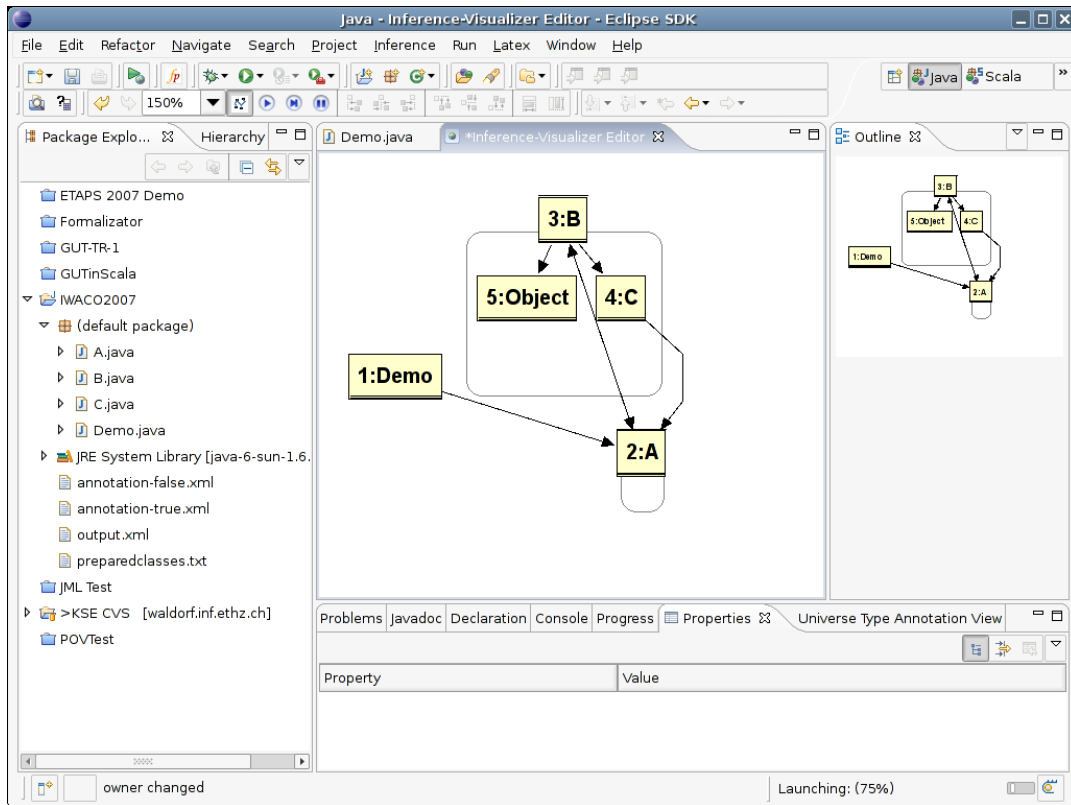 Java - Inference-Visualizer Editor - Eclipse SDK
File Edit Refactor Navigate Search Project Inference Run Latex Window Help
Java Scala »
150%
Package Explo... Hierarchy
Demo.java *Inference-Visualizer Editor
Outline
ETAPS 2007 Demo
Formalizator
GUT-TR-1
GUTinScala
IWACO2007
(default package)
A.java
B.java
C.java
Demo.java
JRE System Library [java-6-sun-1.6.
annotation-false.xml
annotation-true.xml
output.xml
preparedclasses.txt
JML Test
>KSE CVS [waldorf.inf.ethz.ch]
POVTest
3:B
5:Object 4:C
1:Demo
2:A
3:B
5:Object 4:C
1:Demo
2:A
Problems Javadoc Declaration Console Progress Properties Universe Type Annotation View
Property Value
owner changed
Launching: (75%)